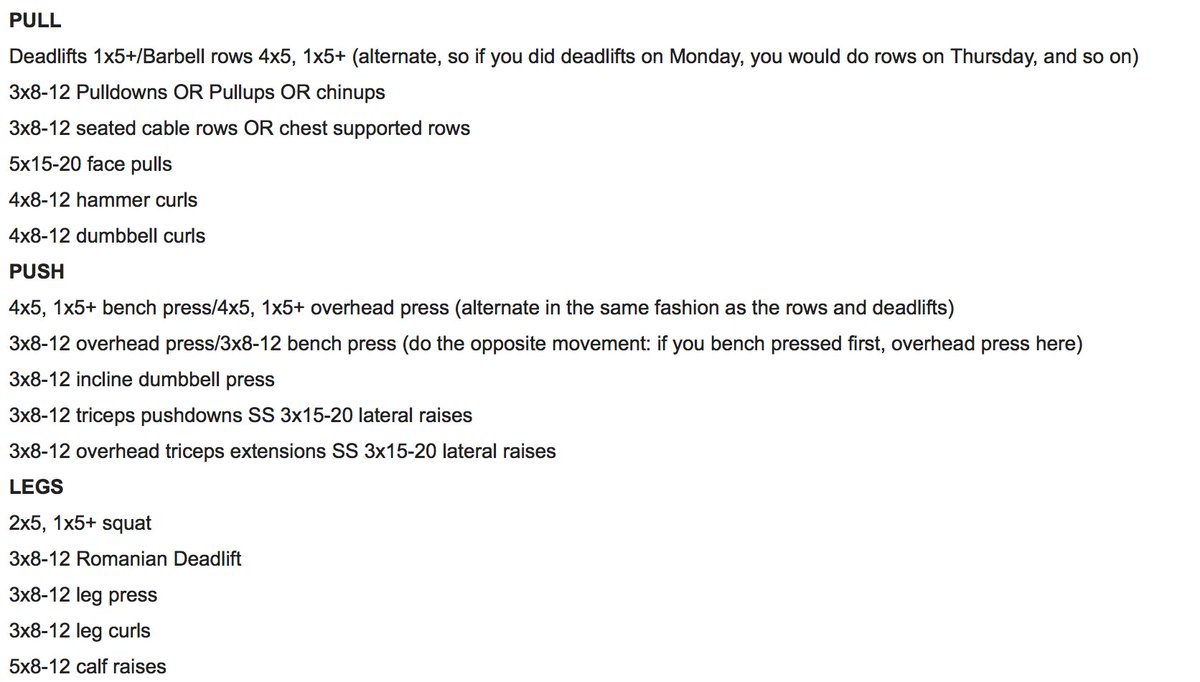 PULL
Deadlifts 1x5+/Barbell rows 4x5, 1x5+ (alternate, so if you did deadlifts on Monday, you would do rows on Thursday, and so on)
3x8-12 Pulldowns OR Pullups OR chinups
3x8-12 seated cable rows OR chest supported rows
5x15-20 face pulls
4x8-12 hammer curls
4x8-12 dumbbell curls
PUSH
4x5, 1x5+ bench press/4x5, 1x5+ overhead press (alternate in the same fashion as the rows and deadlifts)
3x8-12 overhead press/3x8-12 bench press (do the opposite movement: if you bench pressed first, overhead press here)
3x8-12 incline dumbbell press
3x8-12 triceps pushdowns SS 3x15-20 lateral raises
3x8-12 overhead triceps extensions SS 3x15-20 lateral raises
LEGS
2x5, 1x5+ squat
3x8-12 Romanian Deadlift
3x8-12 leg press
3x8-12 leg curls
5x8-12 calf raises